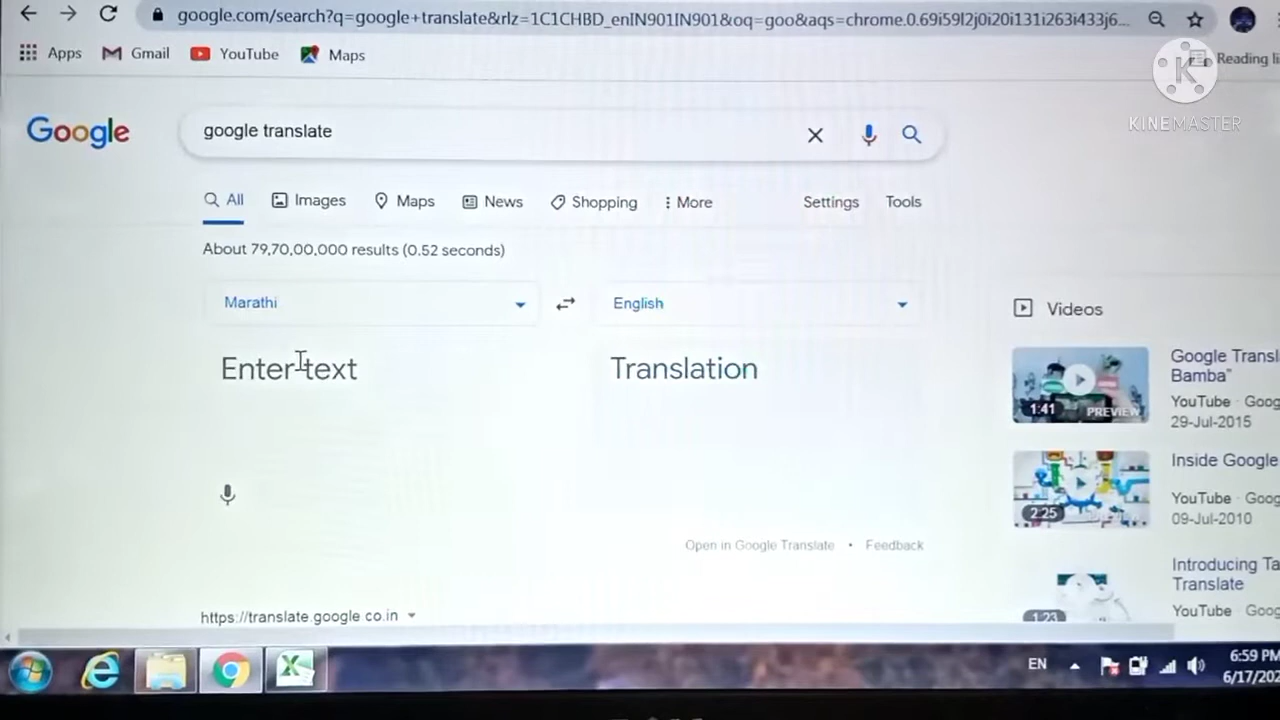 google.com/search?q=google+translate&rlz=1C1CHBD_enIN901IN901&oq=goo&aqs=chrome.0.69i59l2j0i20i131i263i433j6...
Apps Gmail YouTube Maps
Reading li
KINEMASTER
Google
google translate
All Images Maps News Shopping More Settings Tools
About 79,70,00,000 results (0.52 seconds)
Marathi English
Enter text Translation
Open in Google Translate • Feedback
https://translate.google.co.in
Videos
Google Transl
Bamba"
YouTube · Goog
29-Jul-2015
1:41 PREVIEW
Inside Google
YouTube · Goog
09-Jul-2010
2:25
Introducing Ta
Translate
YouTube · Goog
1:23
EN
6:59 PM
6/17/202